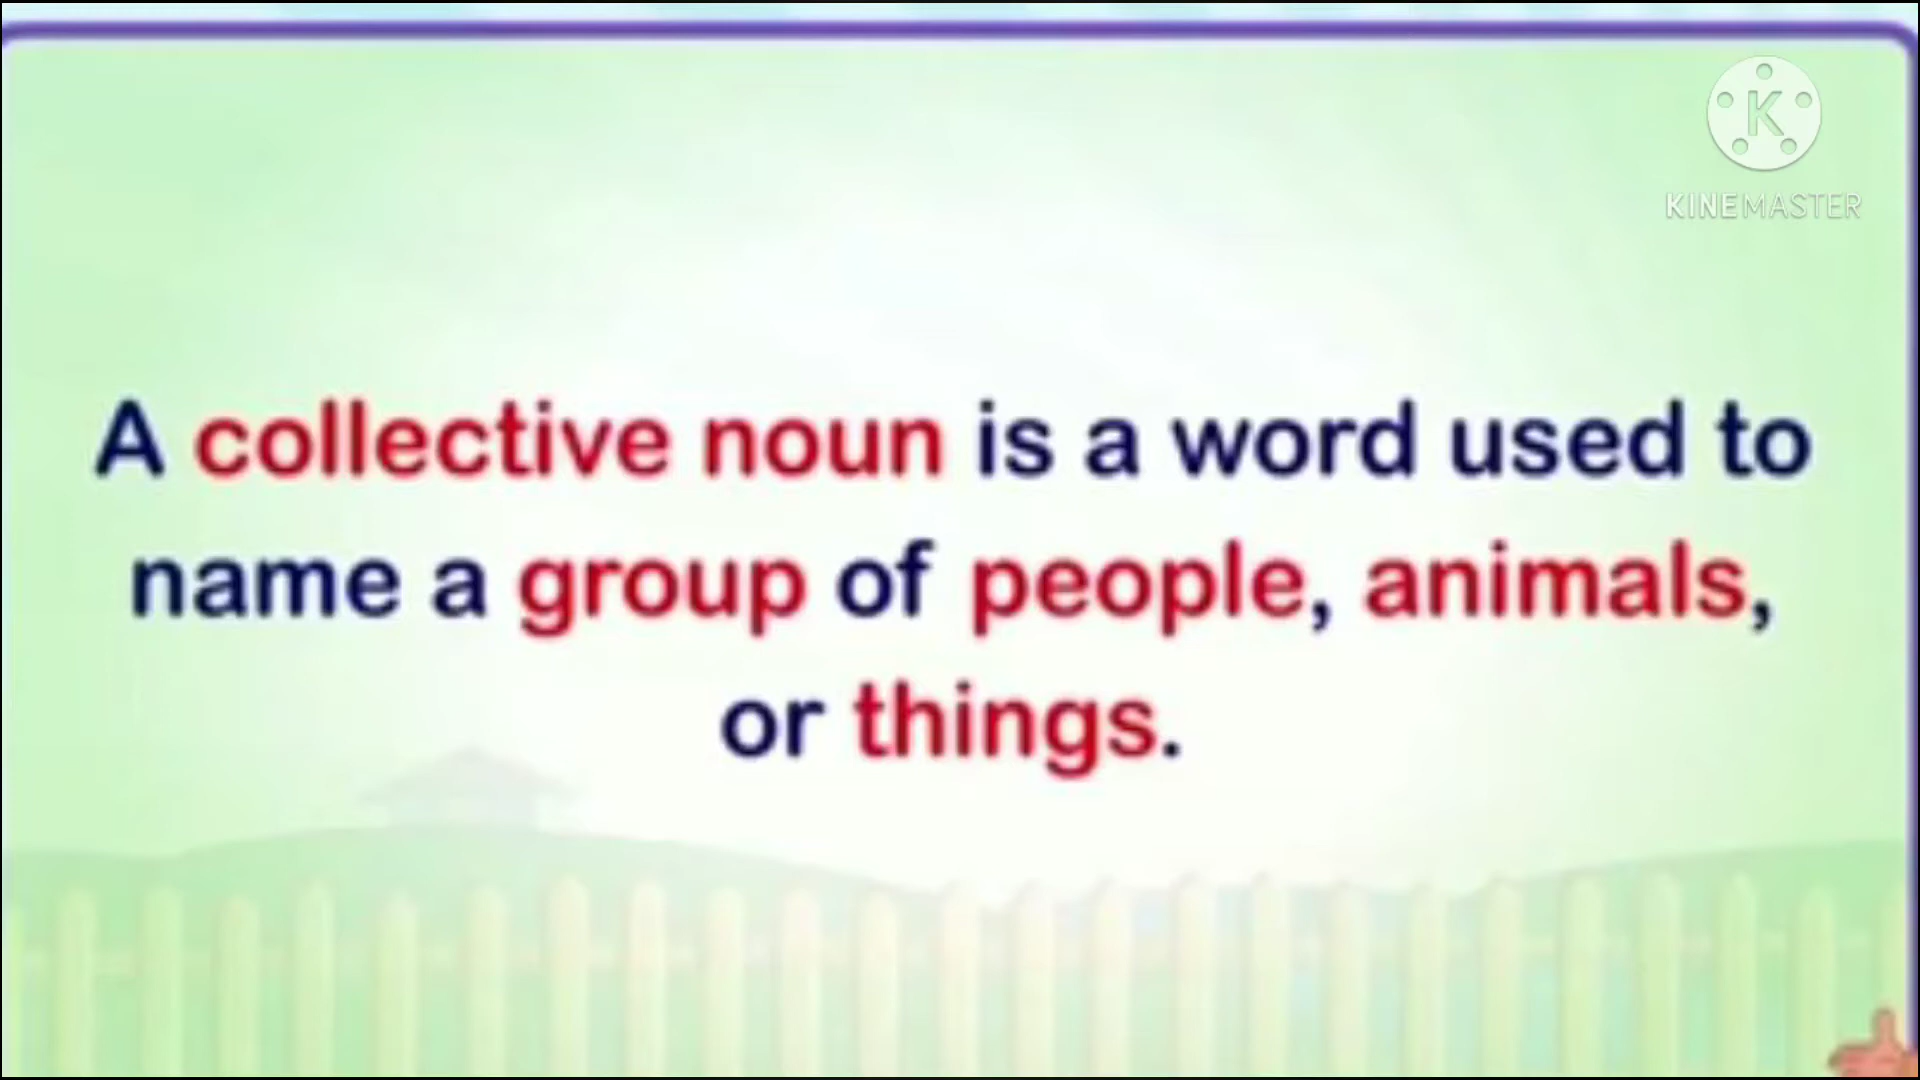 K
KINEMASTER
A collective noun is a word used to
name a group of people, animals,
or things.